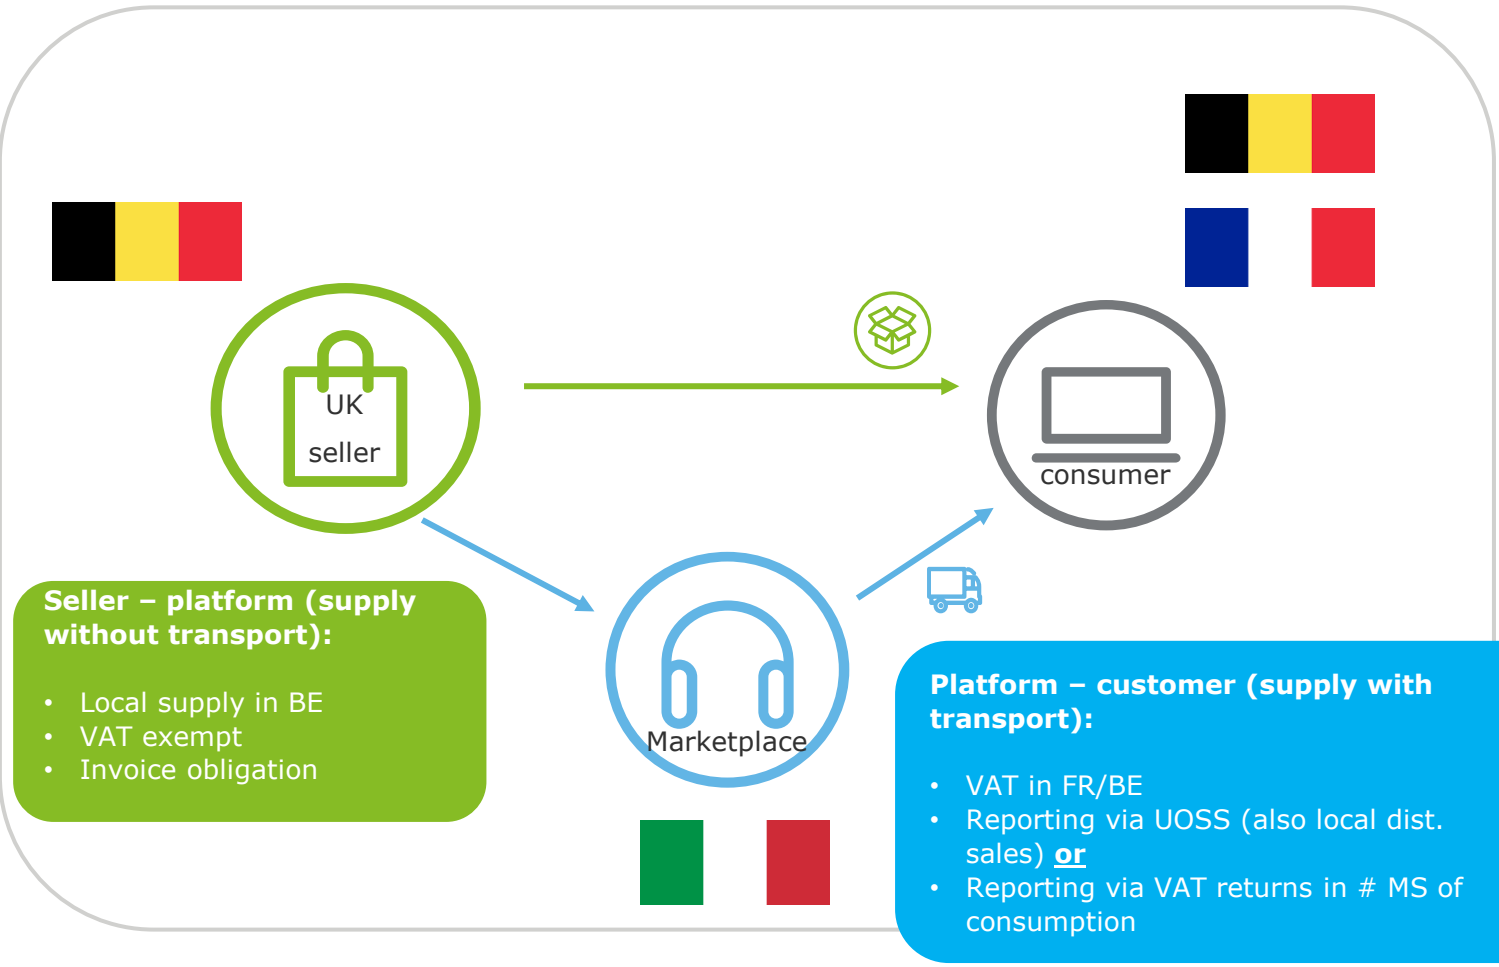 UK
seller
consumer
Seller – platform (supply
without transport):
• Local supply in BE
• VAT exempt
• Invoice obligation
Marketplace
Platform – customer (supply with
transport):
• VAT in FR/BE
• Reporting via UOSS (also local dist.
sales) or
• Reporting via VAT returns in # MS of
consumption